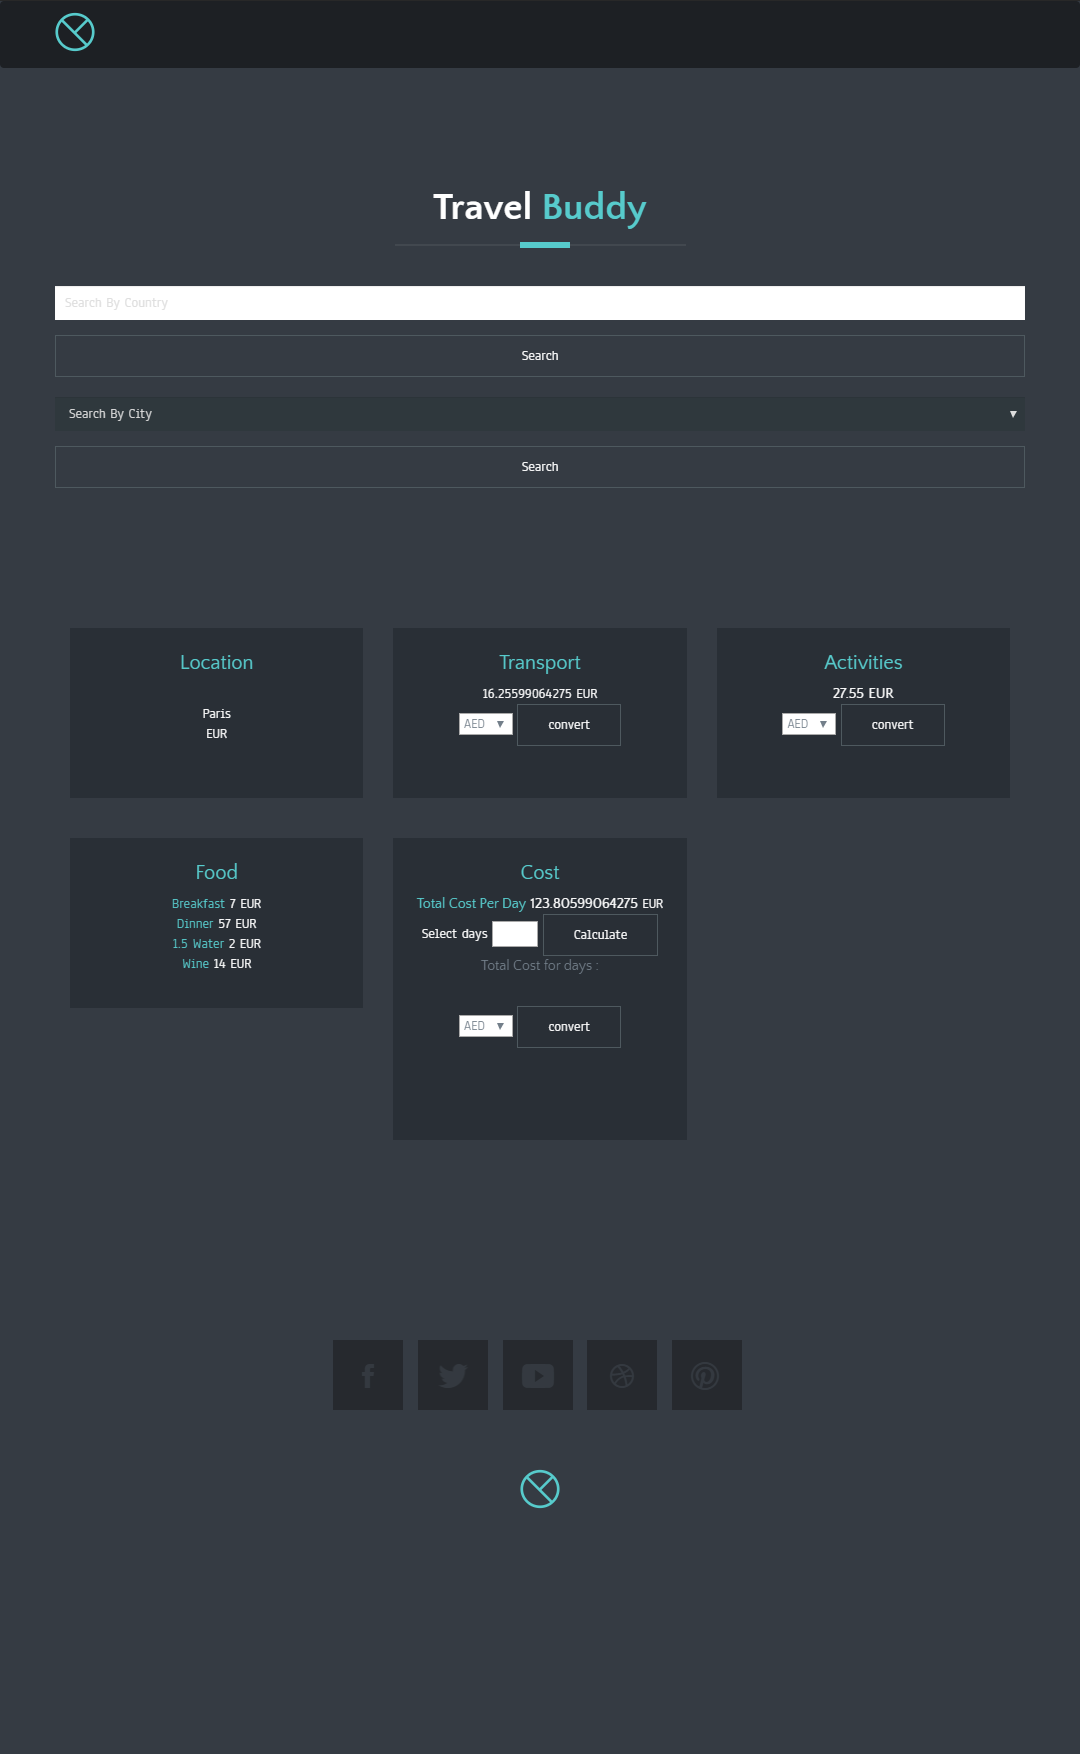 Travel Buddy
Search By Country
Search
Search By City
Search
Location
Paris
EUR
Transport
16.25599064275 EUR
AED
convert
Activities
27.55 EUR
AED
convert
Food
Breakfast 7 EUR
Dinner 57 EUR
1.5 Water 2 EUR
Wine 14 EUR
Cost
Total Cost Per Day 123.80599064275 EUR
Select days
Calculate
Total Cost for days :
AED
convert